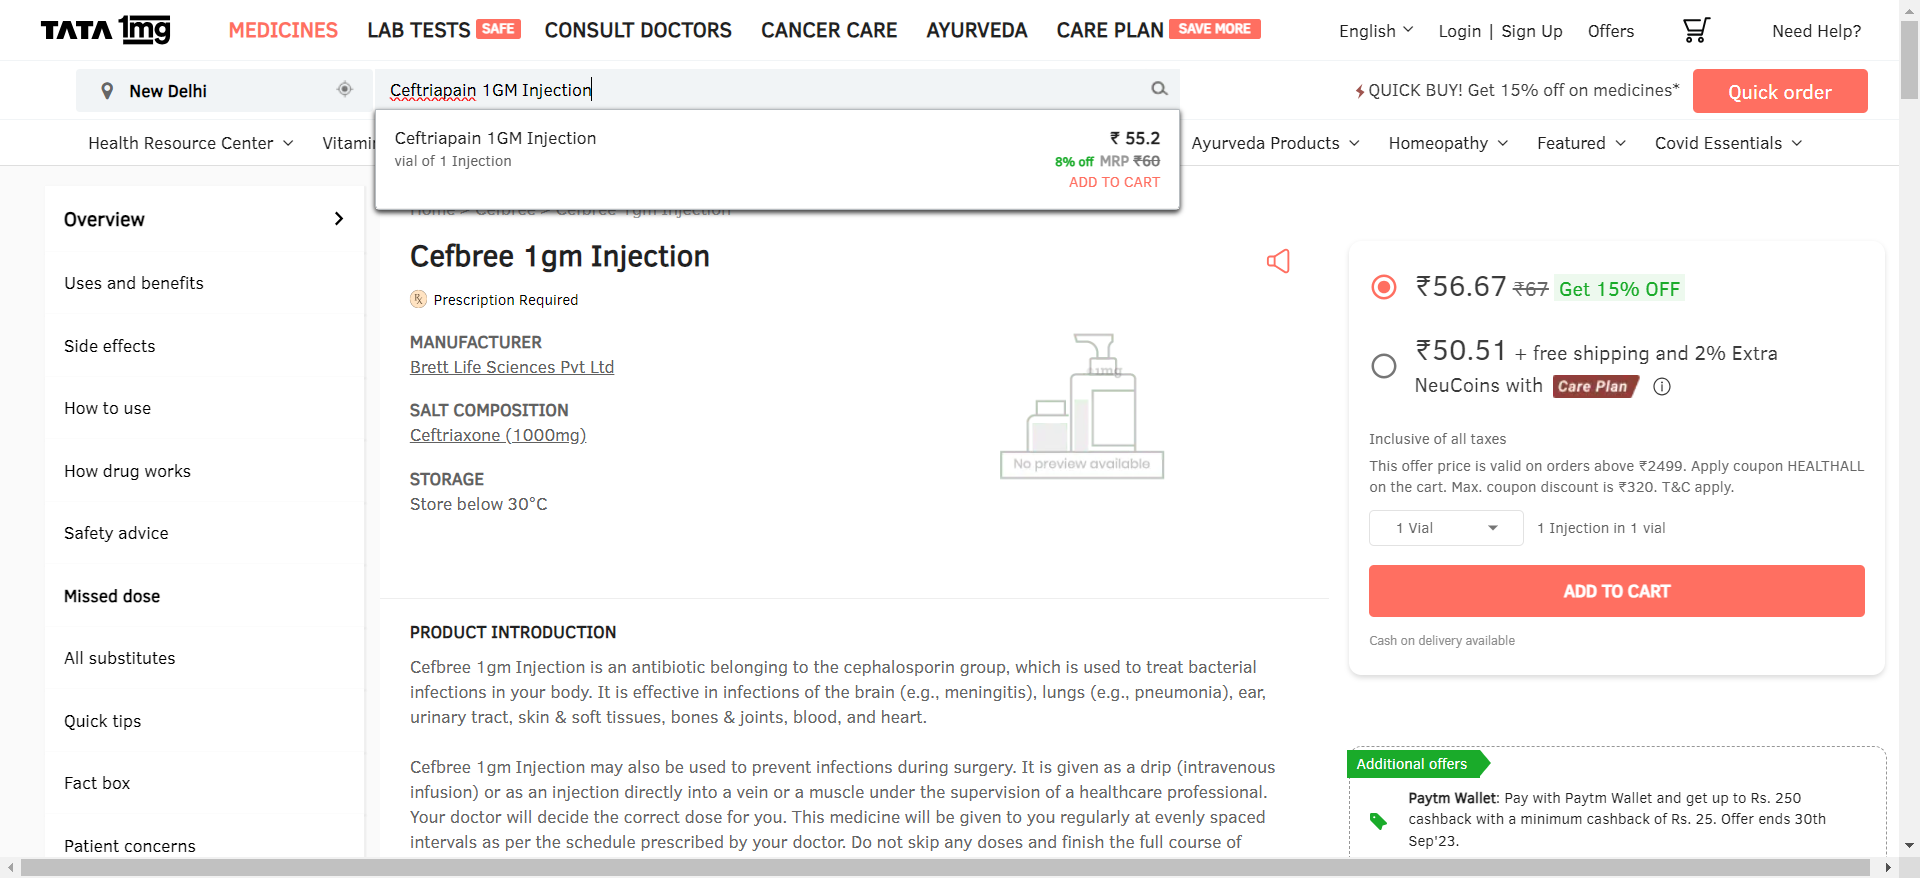 TATA 1mg
MEDICINES
LAB TESTS SAFE
CONSULT DOCTORS
CANCER CARE
AYURVEDA
CARE PLAN SAVE MORE
English
Login | Sign Up
Offers
Need Help?
New Delhi
Ceftriapain 1GM Injection
QUICK BUY! Get 15% off on medicines*
Quick order
Ceftriapain 1GM Injection
₹ 55.2
vial of 1 Injection
8% off MRP ₹60
ADD TO CART
Health Resource Center
Vitamin
Ayurveda Products
Homeopathy
Featured
Covid Essentials
Home > Cefbree > Cefbree 1gm Injection
Overview
Uses and benefits
Side effects
How to use
How drug works
Safety advice
Missed dose
All substitutes
Quick tips
Fact box
Patient concerns
Cefbree 1gm Injection
Rx Prescription Required
MANUFACTURER
Brett Life Sciences Pvt Ltd
SALT COMPOSITION
Ceftriaxone (1000mg)
STORAGE
Store below 30°C
1mg
No preview available
PRODUCT INTRODUCTION
Cefbree 1gm Injection is an antibiotic belonging to the cephalosporin group, which is used to treat bacterial
infections in your body. It is effective in infections of the brain (e.g., meningitis), lungs (e.g., pneumonia), ear,
urinary tract, skin & soft tissues, bones & joints, blood, and heart.
Cefbree 1gm Injection may also be used to prevent infections during surgery. It is given as a drip (intravenous
infusion) or as an injection directly into a vein or a muscle under the supervision of a healthcare professional.
Your doctor will decide the correct dose for you. This medicine will be given to you regularly at evenly spaced
intervals as per the schedule prescribed by your doctor. Do not skip any doses and finish the full course of
₹56.67 ₹67 Get 15% OFF
₹50.51 + free shipping and 2% Extra
NeuCoins with Care Plan
Inclusive of all taxes
This offer price is valid on orders above ₹2499. Apply coupon HEALTHALL
on the cart. Max. coupon discount is ₹320. T&C apply.
1 Vial
1 Injection in 1 vial
ADD TO CART
Cash on delivery available
Additional offers
Paytm Wallet: Pay with Paytm Wallet and get up to Rs. 250
cashback with a minimum cashback of Rs. 25. Offer ends 30th
Sep'23.